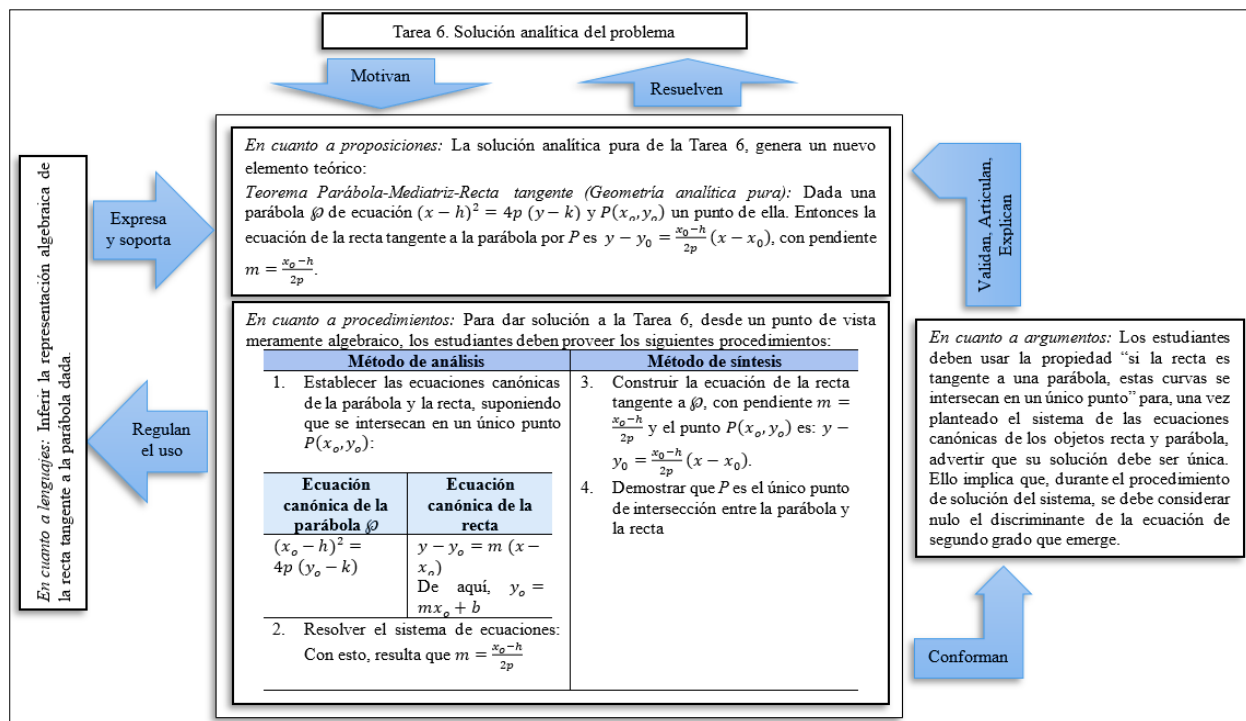 Tarea 6. Solución analítica del problema
Motivan
Resuelven
En cuanto a lenguajes: Inferir la representación algebraica de
la recta tangente a la parábola dada.
Expresa
y soporta
Regulan
el uso
En cuanto a proposiciones: La solución analítica pura de la Tarea 6, genera un nuevo
elemento teórico:
Teorema Parábola-Mediatriz-Recta tangente (Geometría analítica pura): Dada una
parábola ℘ de ecuación (x − h)² = 4p (y − k) y P(xₒ, yₒ) un punto de ella. Entonces la
ecuación de la recta tangente a la parábola por P es y − y₀ = (x₀−h)/2p (x − x₀), con pendiente
m = (xₒ−h)/2p.
En cuanto a procedimientos: Para dar solución a la Tarea 6, desde un punto de vista
meramente algebraico, los estudiantes deben proveer los siguientes procedimientos:
Método de análisis
1. Establecer las ecuaciones canónicas
de la parábola y la recta, suponiendo
que se intersecan en un único punto
P(xₒ, yₒ):
Ecuación
canónica de la
parábola ℘
(xₒ − h)² =
4p (yₒ − k)
Ecuación
canónica de la
recta
y − yₒ = m (x −
xₒ)
De aquí, yₒ =
mxₒ + b
2. Resolver el sistema de ecuaciones:
Con esto, resulta que m = (xₒ−h)/2p
Método de síntesis
3. Construir la ecuación de la recta
tangente a ℘, con pendiente m =
(xₒ−h)/2p y el punto P(xₒ, yₒ) es: y −
y₀ = (x₀−h)/2p (x − x₀).
4. Demostrar que P es el único punto
de intersección entre la parábola y
la recta
Validan, Articulan,
Explican
En cuanto a argumentos: Los estudiantes
deben usar la propiedad “si la recta es
tangente a una parábola, estas curvas se
intersecan en un único punto” para, una vez
planteado el sistema de las ecuaciones
canónicas de los objetos recta y parábola,
advertir que su solución debe ser única.
Ello implica que, durante el procedimiento
de solución del sistema, se debe considerar
nulo el discriminante de la ecuación de
segundo grado que emerge.
Conforman